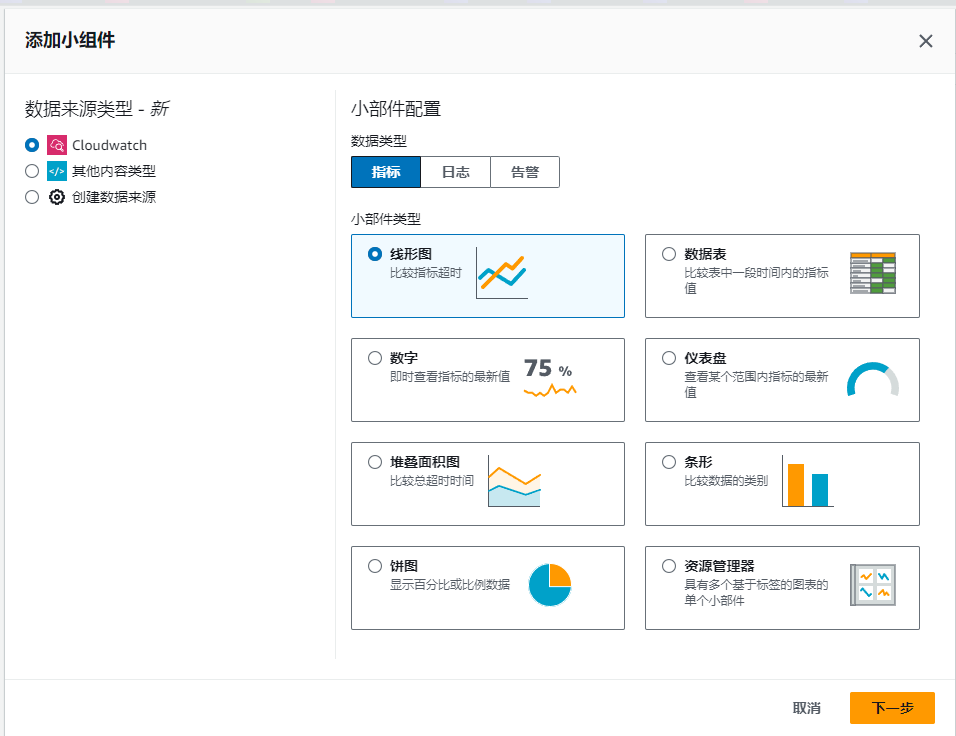 添加小组件
数据来源类型 - 新
Cloudwatch
其他内容类型
创建数据来源
小部件配置
数据类型
指标
日志
告警
小部件类型
线形图
比较指标超时
数据表
比较表中一段时间内的指标
值
数字
即时查看指标的最新值
75 %
仪表盘
查看某个范围内指标的最新
值
堆叠面积图
比较总超时时间
条形
比较数据的类别
饼图
显示百分比或比例数据
资源管理器
具有多个基于标签的图表的
单个小部件
取消
下一步